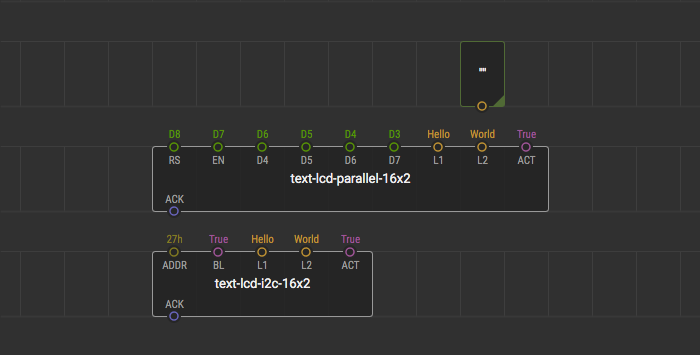 ""
D8 D7 D6 D5 D4 D3 Hello World True
RS EN D4 D5 D6 D7 L1 L2 ACT
text-lcd-parallel-16x2
ACK
27h True Hello World True
ADDR BL L1 L2 ACT
text-lcd-i2c-16x2
ACK